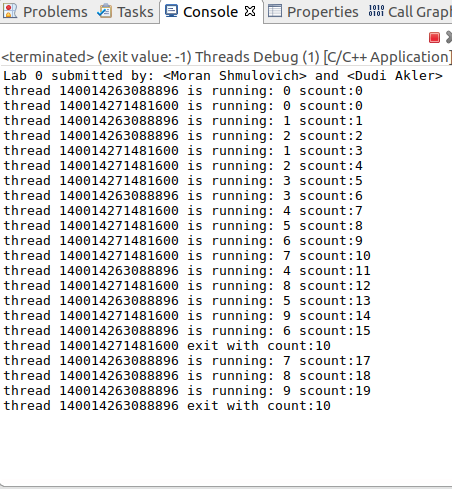 Problems Tasks Console Properties Call Grap
<terminated> (exit value: -1) Threads Debug (1) [C/C++ Application]
Lab 0 submitted by: <Moran Shmulovich> and <Dudi Akler>
thread 140014263088896 is running: 0 scount:0
thread 140014271481600 is running: 0 scount:0
thread 140014263088896 is running: 1 scount:1
thread 140014263088896 is running: 2 scount:2
thread 140014271481600 is running: 1 scount:3
thread 140014271481600 is running: 2 scount:4
thread 140014271481600 is running: 3 scount:5
thread 140014263088896 is running: 3 scount:6
thread 140014271481600 is running: 4 scount:7
thread 140014271481600 is running: 5 scount:8
thread 140014271481600 is running: 6 scount:9
thread 140014271481600 is running: 7 scount:10
thread 140014263088896 is running: 4 scount:11
thread 140014271481600 is running: 8 scount:12
thread 140014263088896 is running: 5 scount:13
thread 140014271481600 is running: 9 scount:14
thread 140014263088896 is running: 6 scount:15
thread 140014271481600 exit with count:10
thread 140014263088896 is running: 7 scount:17
thread 140014263088896 is running: 8 scount:18
thread 140014263088896 is running: 9 scount:19
thread 140014263088896 exit with count:10